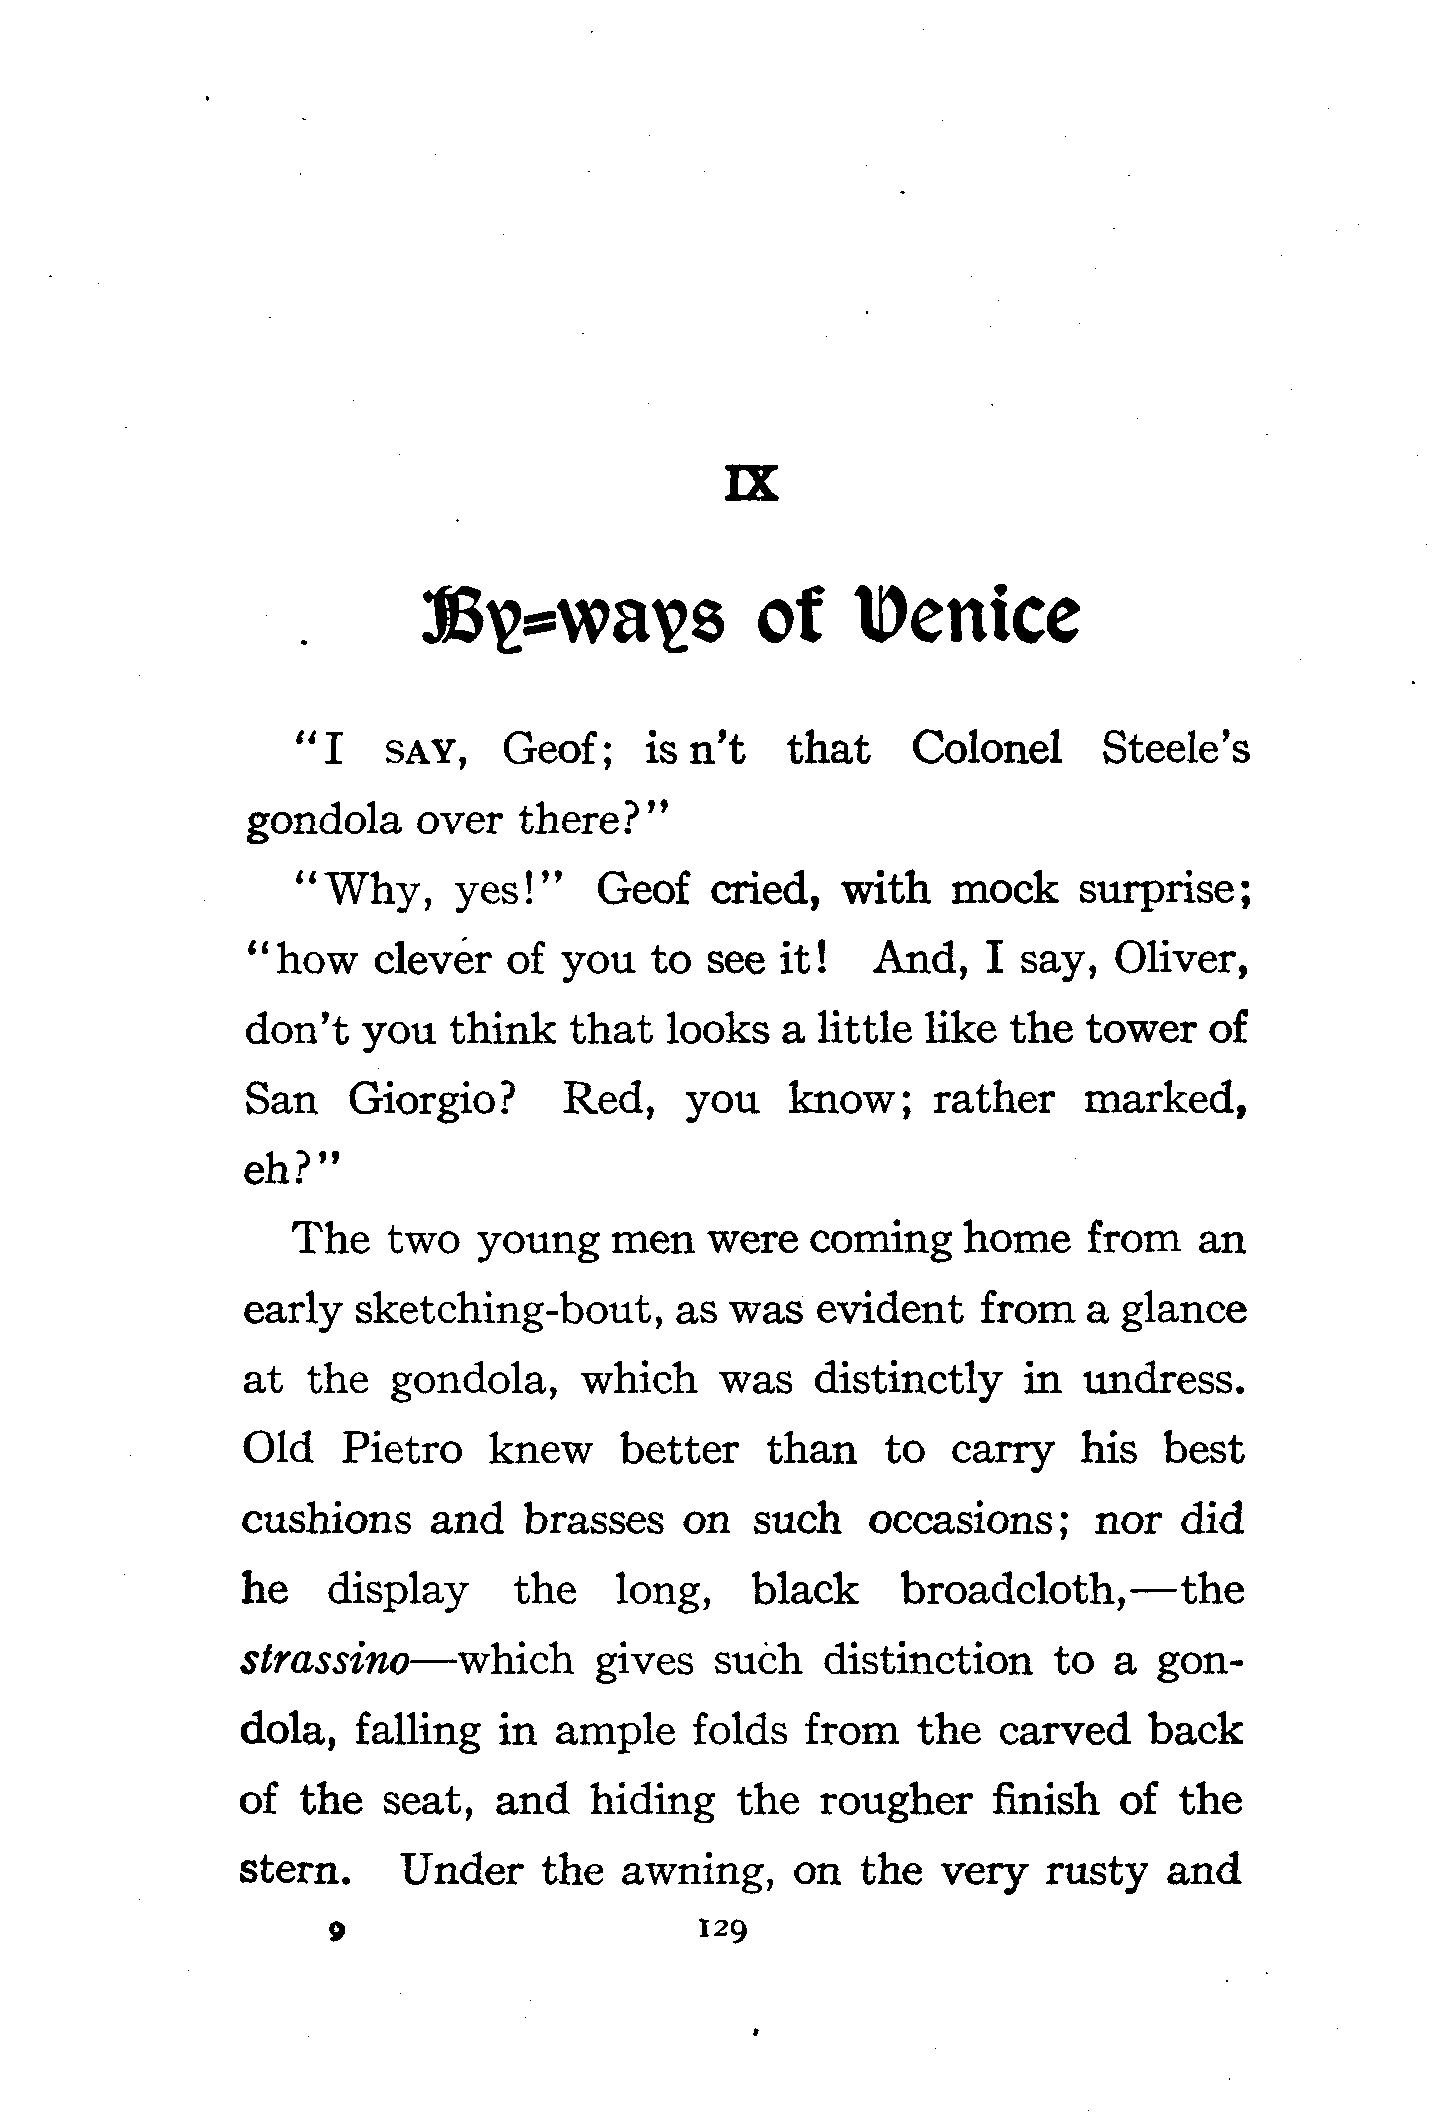 IX
By-ways of Venice
"I SAY, Geof; is n't that Colonel Steele's
gondola over there?"
"Why, yes!" Geof cried, with mock surprise;
"how clever of you to see it! And, I say, Oliver,
don't you think that looks a little like the tower of
San Giorgio? Red, you know; rather marked,
eh?"
The two young men were coming home from an
early sketching-bout, as was evident from a glance
at the gondola, which was distinctly in undress.
Old Pietro knew better than to carry his best
cushions and brasses on such occasions; nor did
he display the long, black broadcloth,—the
strassino—which gives such distinction to a gon-
dola, falling in ample folds from the carved back
of the seat, and hiding the rougher finish of the
stern. Under the awning, on the very rusty and
9 129